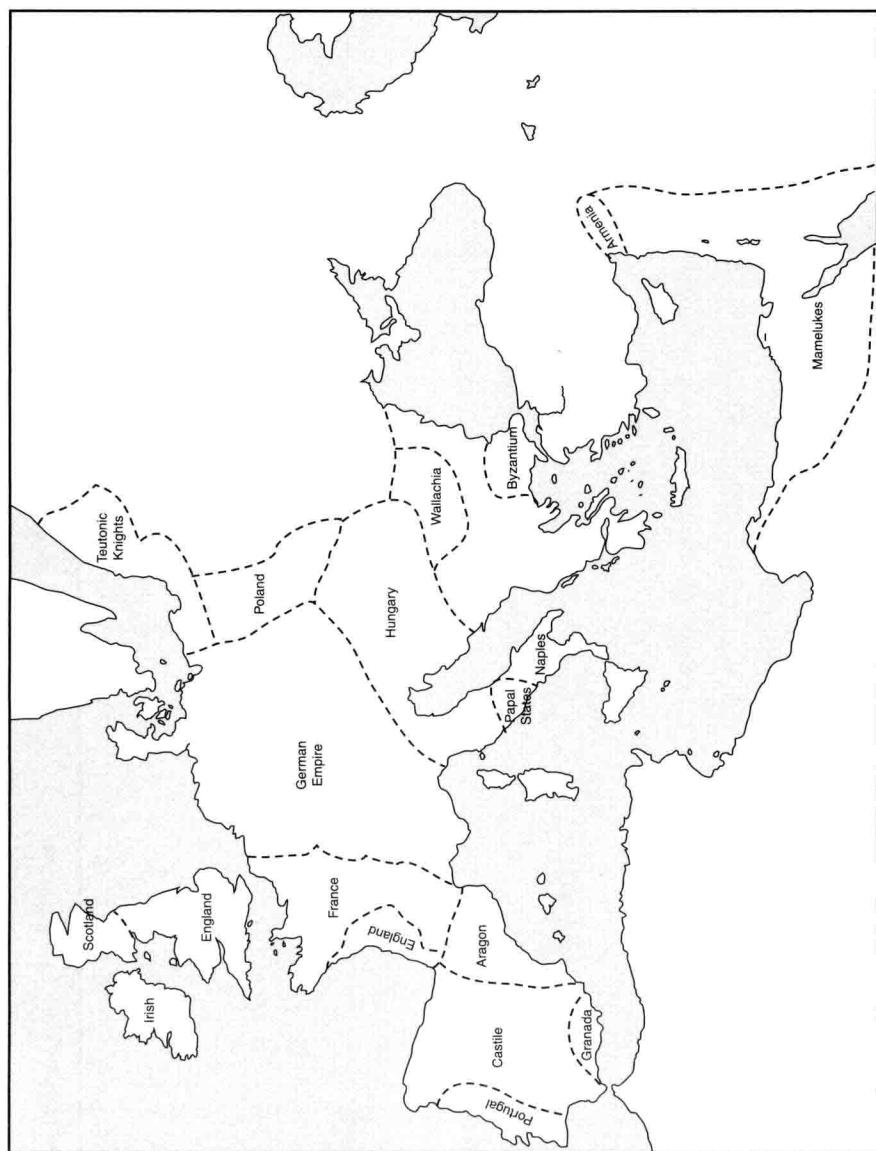 Scotland
Irish
England
Teutonic
Knights
Poland
German
Empire
France
England
Hungary
Wallachia
Portugal
Castile
Aragon
Granada
Papal
States
Naples
Byzantium
Armenia
Mamelukes